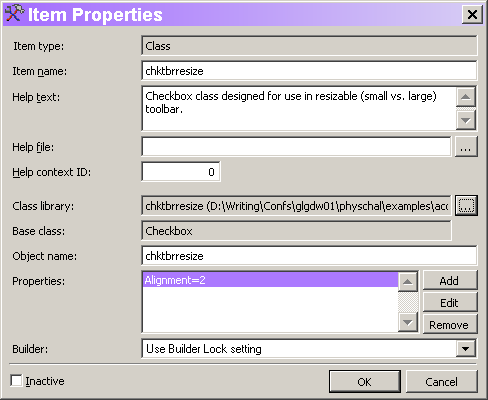 Item Properties
Item type: Class
Item name: chktbrresize
Help text: Checkbox class designed for use in resizable (small vs. large)
toolbar.
Help file: ...
Help context ID: 0
Class library: chktbrresize (D:\Writing\Confs\glgdw01\physchal\examples\acc ...
Base class: Checkbox
Object name: chktbrresize
Properties: Alignment=2 Add
Edit
Remove
Builder: Use Builder Lock setting
Inactive OK Cancel